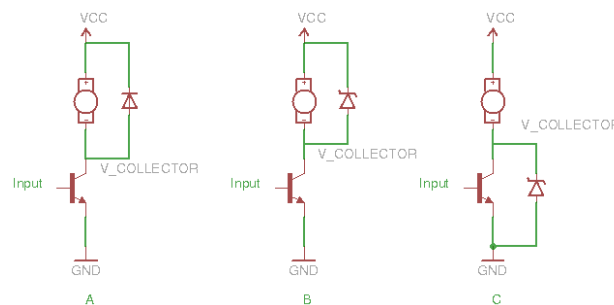 VCC VCC VCC
+ + +
- - -
V_COLLECTOR
V_COLLECTOR
V_COLLECTOR
Input Input Input
GND GND GND
A B C